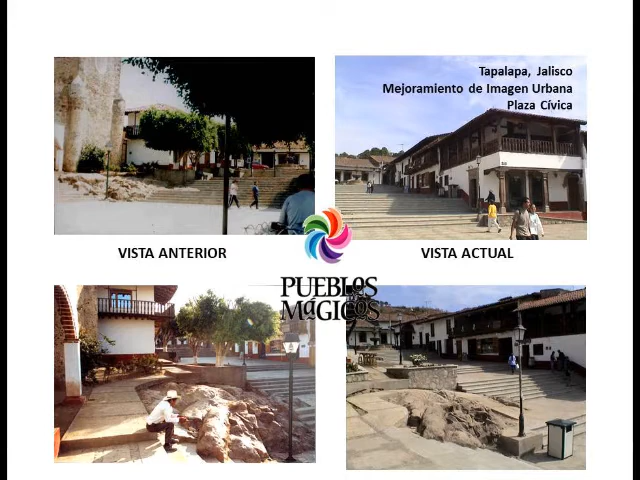 Tapalapa, Jalisco
Mejoramiento de Imagen Urbana
Plaza Cívica
VISTA ANTERIOR
VISTA ACTUAL
PUEBLOS
MáGICOS